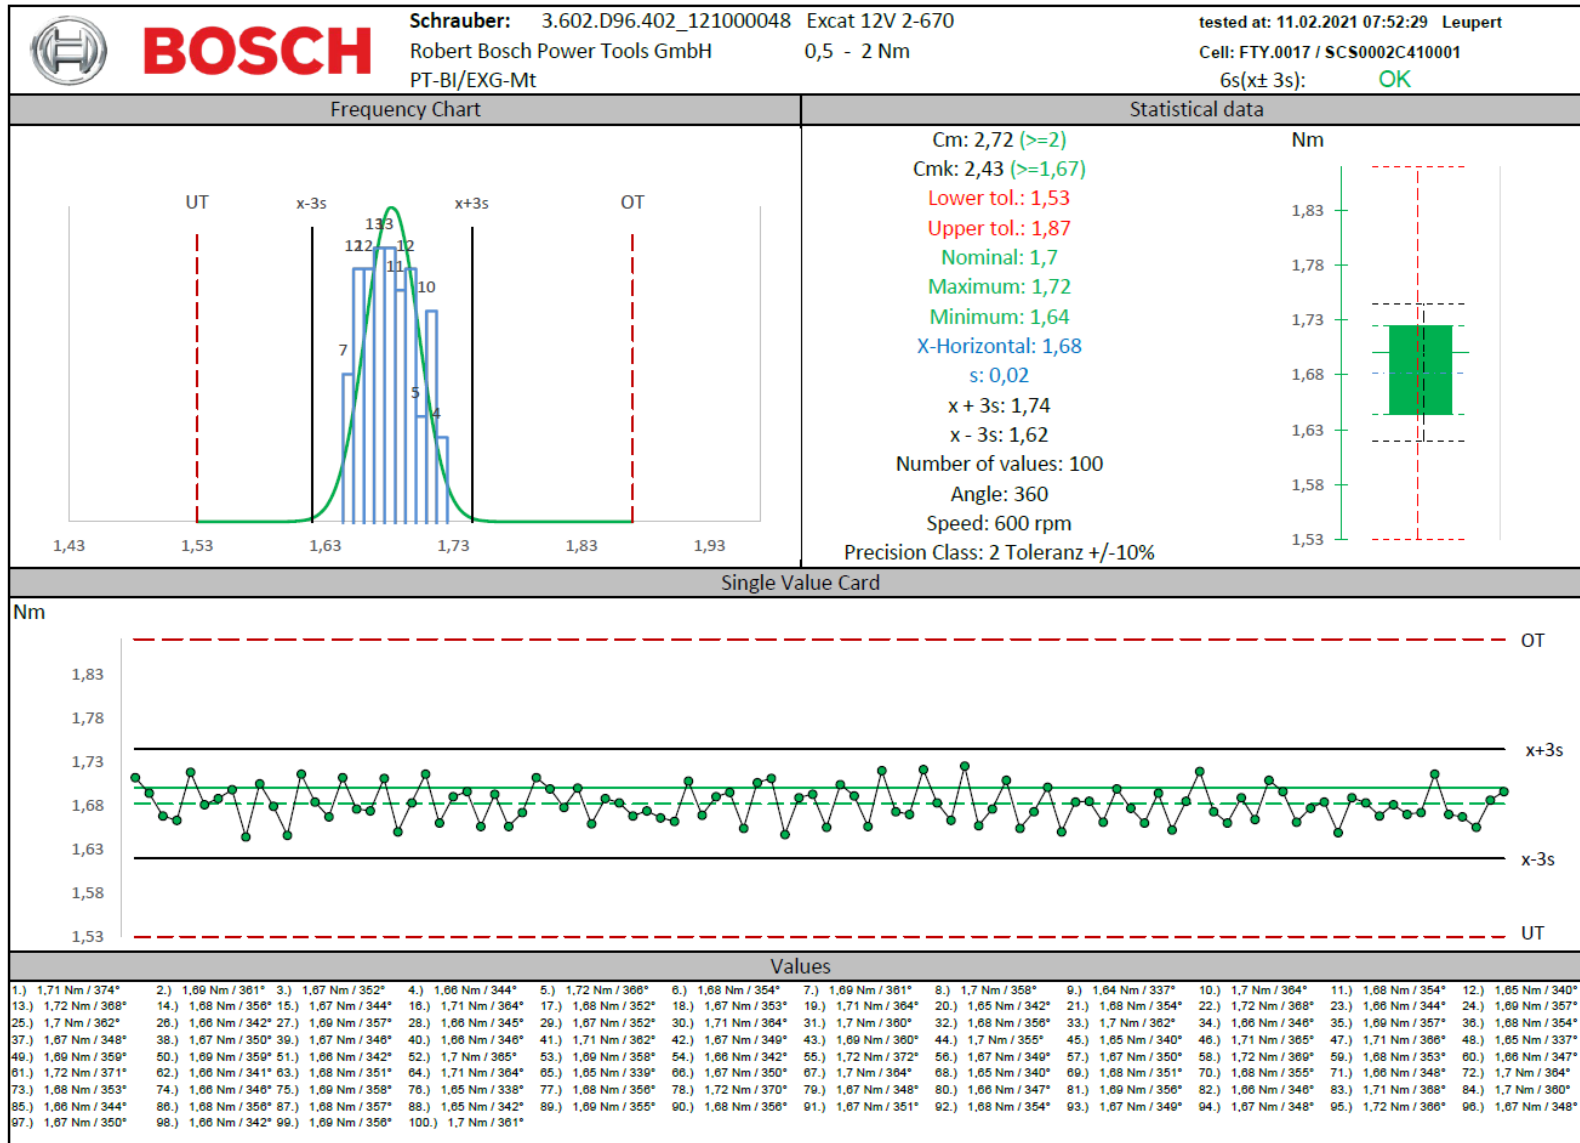 BOSCH
Schrauber: 3.602.D96.402_121000048 Excat 12V 2-670
Robert Bosch Power Tools GmbH 0,5 - 2 Nm
PT-BI/EXG-Mt
tested at: 11.02.2021 07:52:29 Leupert
Cell: FTY.0017 / SCS0002C410001
6s(x± 3s): OK
Frequency Chart
UT x-3s x+3s OT
7 12 12 13 13 11 12 5 10 4
1,43 1,53 1,63 1,73 1,83 1,93
Statistical data
Cm: 2,72 (>=2)
Cmk: 2,43 (>=1,67)
Lower tol.: 1,53
Upper tol.: 1,87
Nominal: 1,7
Maximum: 1,72
Minimum: 1,64
X-Horizontal: 1,68
s: 0,02
x + 3s: 1,74
x - 3s: 1,62
Number of values: 100
Angle: 360
Speed: 600 rpm
Precision Class: 2 Toleranz +/-10%
Nm
1,83
1,78
1,73
1,68
1,63
1,58
1,53
Single Value Card
Nm
OT
1,83
1,78
x+3s
1,73
1,68
1,63
x-3s
1,58
1,53
UT
Values
1.) 1,71 Nm / 374° 2.) 1,69 Nm / 361° 3.) 1,67 Nm / 352° 4.) 1,66 Nm / 344° 5.) 1,72 Nm / 366° 6.) 1,68 Nm / 354° 7.) 1,69 Nm / 361° 8.) 1,7 Nm / 358° 9.) 1,64 Nm / 337° 10.) 1,7 Nm / 364° 11.) 1,68 Nm / 354° 12.) 1,65 Nm / 340°
13.) 1,72 Nm / 368° 14.) 1,68 Nm / 356° 15.) 1,67 Nm / 344° 16.) 1,71 Nm / 364° 17.) 1,68 Nm / 352° 18.) 1,67 Nm / 353° 19.) 1,71 Nm / 364° 20.) 1,65 Nm / 342° 21.) 1,68 Nm / 354° 22.) 1,72 Nm / 368° 23.) 1,66 Nm / 344° 24.) 1,69 Nm / 357°
25.) 1,7 Nm / 362° 26.) 1,66 Nm / 342° 27.) 1,69 Nm / 357° 28.) 1,66 Nm / 345° 29.) 1,67 Nm / 352° 30.) 1,71 Nm / 364° 31.) 1,7 Nm / 360° 32.) 1,68 Nm / 356° 33.) 1,7 Nm / 362° 34.) 1,66 Nm / 346° 35.) 1,69 Nm / 357° 36.) 1,68 Nm / 354°
37.) 1,67 Nm / 348° 38.) 1,67 Nm / 350° 39.) 1,67 Nm / 346° 40.) 1,66 Nm / 346° 41.) 1,71 Nm / 362° 42.) 1,67 Nm / 349° 43.) 1,69 Nm / 360° 44.) 1,7 Nm / 355° 45.) 1,65 Nm / 340° 46.) 1,71 Nm / 365° 47.) 1,71 Nm / 366° 48.) 1,65 Nm / 337°
49.) 1,69 Nm / 359° 50.) 1,69 Nm / 359° 51.) 1,66 Nm / 342° 52.) 1,7 Nm / 365° 53.) 1,69 Nm / 358° 54.) 1,66 Nm / 342° 55.) 1,72 Nm / 372° 56.) 1,67 Nm / 349° 57.) 1,67 Nm / 350° 58.) 1,72 Nm / 369° 59.) 1,68 Nm / 353° 60.) 1,66 Nm / 347°
61.) 1,72 Nm / 371° 62.) 1,66 Nm / 341° 63.) 1,68 Nm / 351° 64.) 1,71 Nm / 364° 65.) 1,65 Nm / 339° 66.) 1,67 Nm / 350° 67.) 1,7 Nm / 364° 68.) 1,65 Nm / 340° 69.) 1,68 Nm / 351° 70.) 1,68 Nm / 355° 71.) 1,66 Nm / 348° 72.) 1,7 Nm / 364°
73.) 1,68 Nm / 353° 74.) 1,66 Nm / 346° 75.) 1,69 Nm / 358° 76.) 1,65 Nm / 338° 77.) 1,68 Nm / 356° 78.) 1,72 Nm / 370° 79.) 1,67 Nm / 348° 80.) 1,66 Nm / 347° 81.) 1,69 Nm / 356° 82.) 1,66 Nm / 346° 83.) 1,71 Nm / 368° 84.) 1,7 Nm / 360°
85.) 1,66 Nm / 344° 86.) 1,68 Nm / 356° 87.) 1,68 Nm / 357° 88.) 1,65 Nm / 342° 89.) 1,69 Nm / 355° 90.) 1,68 Nm / 356° 91.) 1,67 Nm / 351° 92.) 1,68 Nm / 354° 93.) 1,67 Nm / 349° 94.) 1,67 Nm / 348° 95.) 1,72 Nm / 366° 96.) 1,67 Nm / 348°
97.) 1,67 Nm / 350° 98.) 1,66 Nm / 342° 99.) 1,69 Nm / 356° 100.) 1,7 Nm / 361°